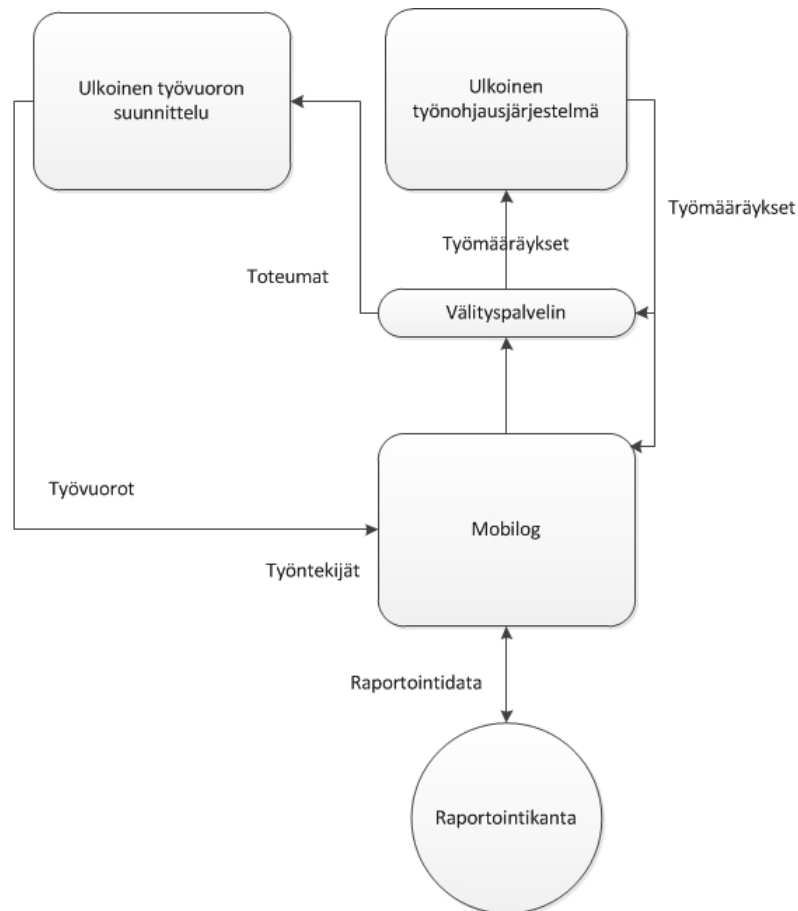 Ulkoinen työvuoron
suunnittelu
Ulkoinen
työnohjausjärjestelmä
Työmääräykset
Työmääräykset
Toteumat
Välityspalvelin
Työvuorot
Mobilog
Työntekijät
Raportointidata
Raportointikanta